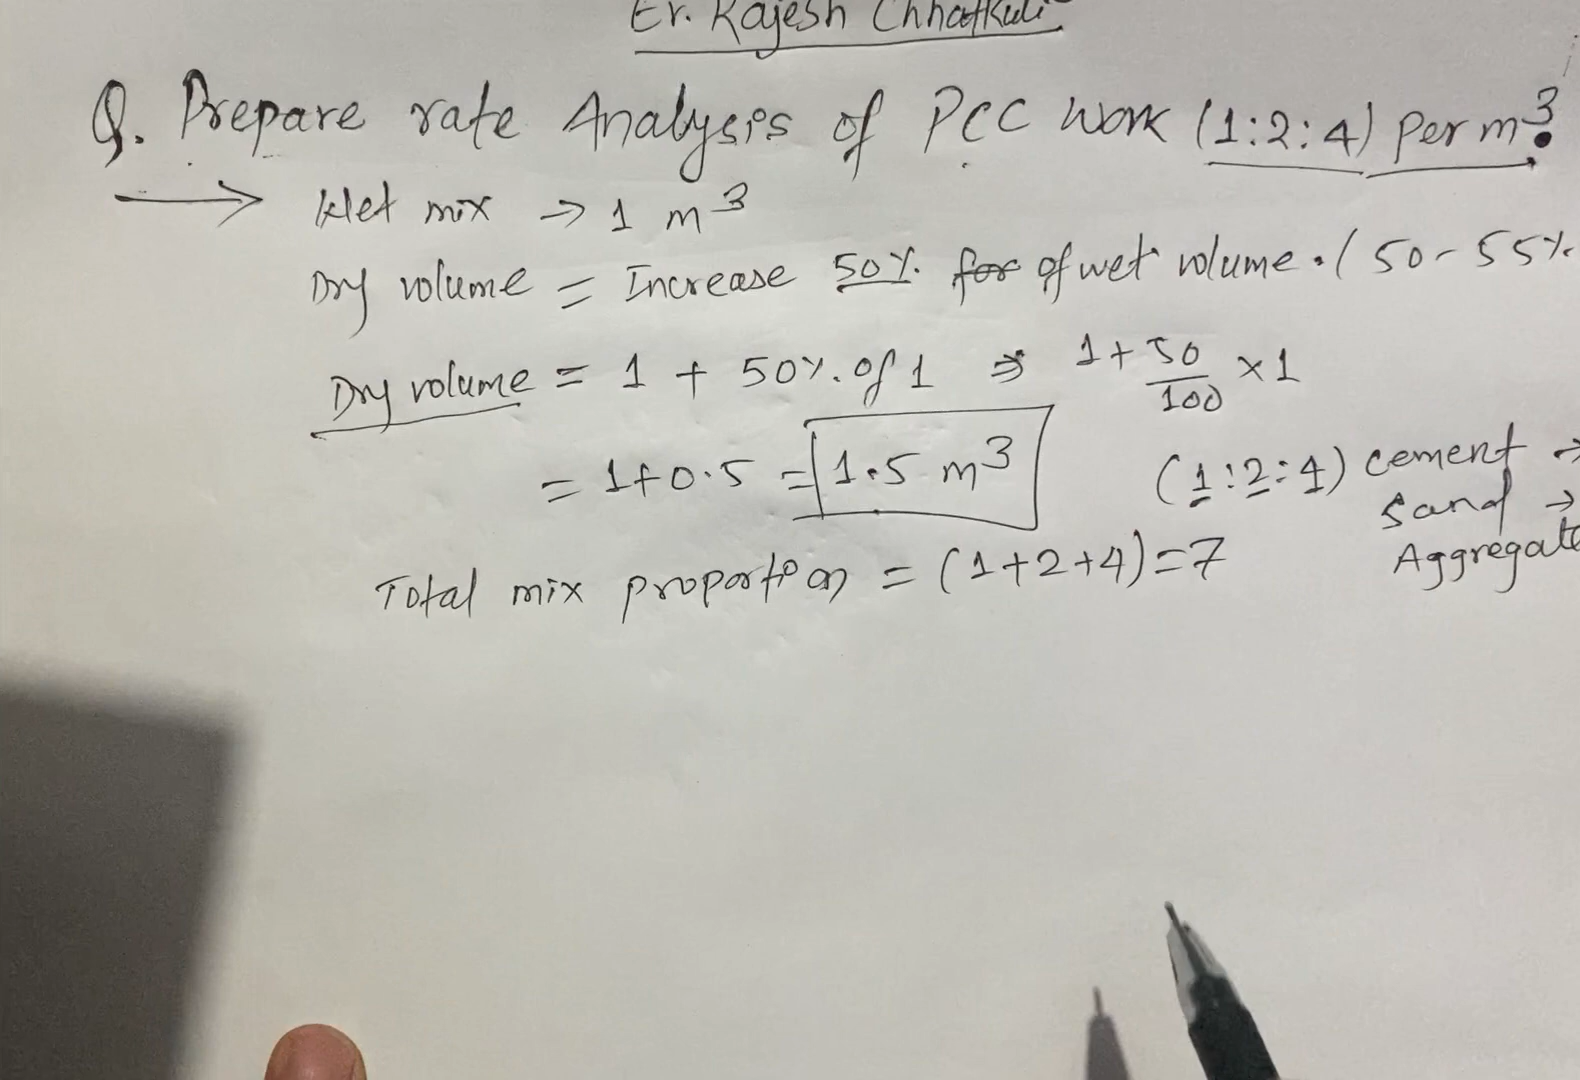 Er. Rajesh Chhatkuli
Q. Prepare rate Analysis of PCC work (1:2:4) per m³.
→ Wet mix → 1 m³
Dry volume = Increase 50% for of wet volume. (50-55%
Dry volume = 1 + 50%. of 1 ⇒ 1 + 50/100 × 1
= 1+0.5 = 1.5 m³
(1:2:4) cement →
Sand →
Aggregate
Total mix proportion = (1+2+4)=7